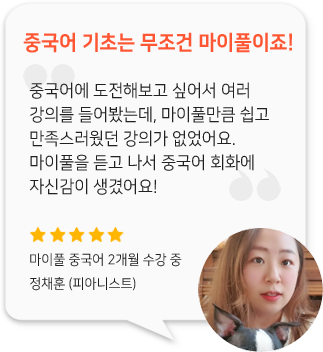 중국어 기초는 무조건 마이풀이죠!
중국어에 도전해보고 싶어서 여러
강의를 들어봤는데, 마이풀만큼 쉽고
만족스러웠던 강의가 없었어요.
마이풀을 듣고 나서 중국어 회화에
자신감이 생겼어요!
마이풀 중국어 2개월 수강 중
정채훈 (피아니스트)